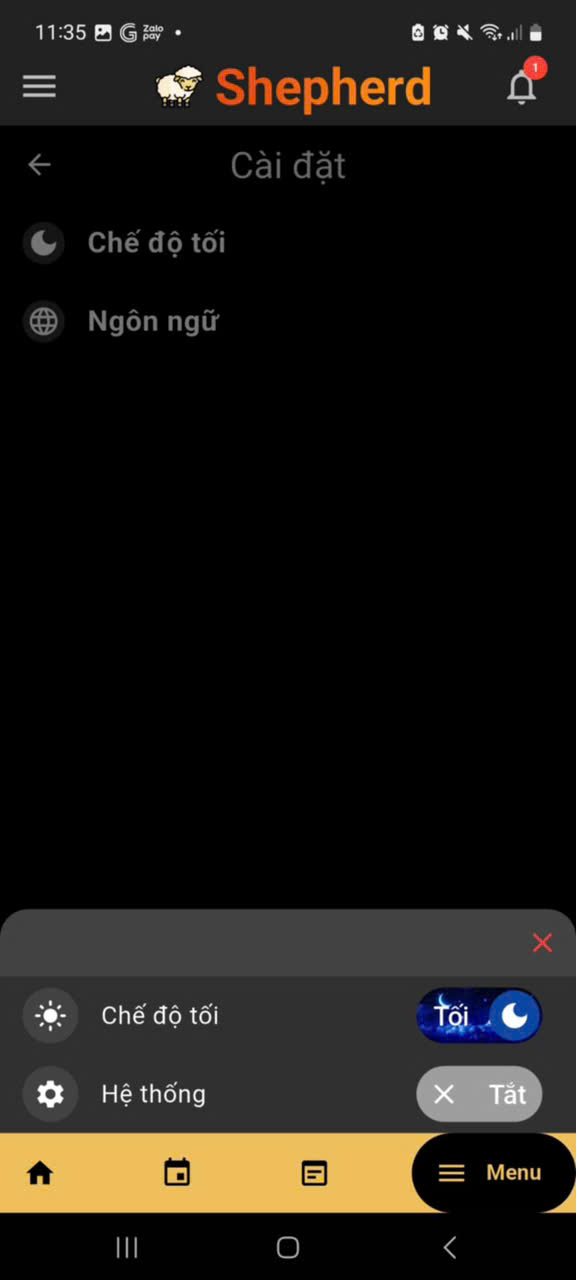 11:35 G Zalo pay
Shepherd
1
Cài đặt
Chế độ tối
Ngôn ngữ
Chế độ tối
Tối
Hệ thống
Tắt
Menu